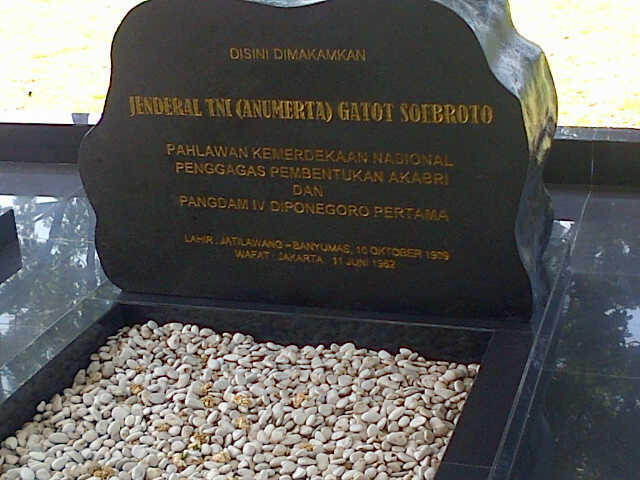 DISINI DIMAKAMKAN
JENDERAL TNI (ANUMERTA) GATOT SOEBROTO
PAHLAWAN KEMERDEKAAN NASIONAL
PENGGAGAS PEMBENTUKAN AKABRI
DAN
PANGDAM IV DIPONEGORO PERTAMA
LAHIR : JATILAWANG - BANYUMAS, 10 OKTOBER 1909
WAFAT : JAKARTA, 11 JUNI 1962